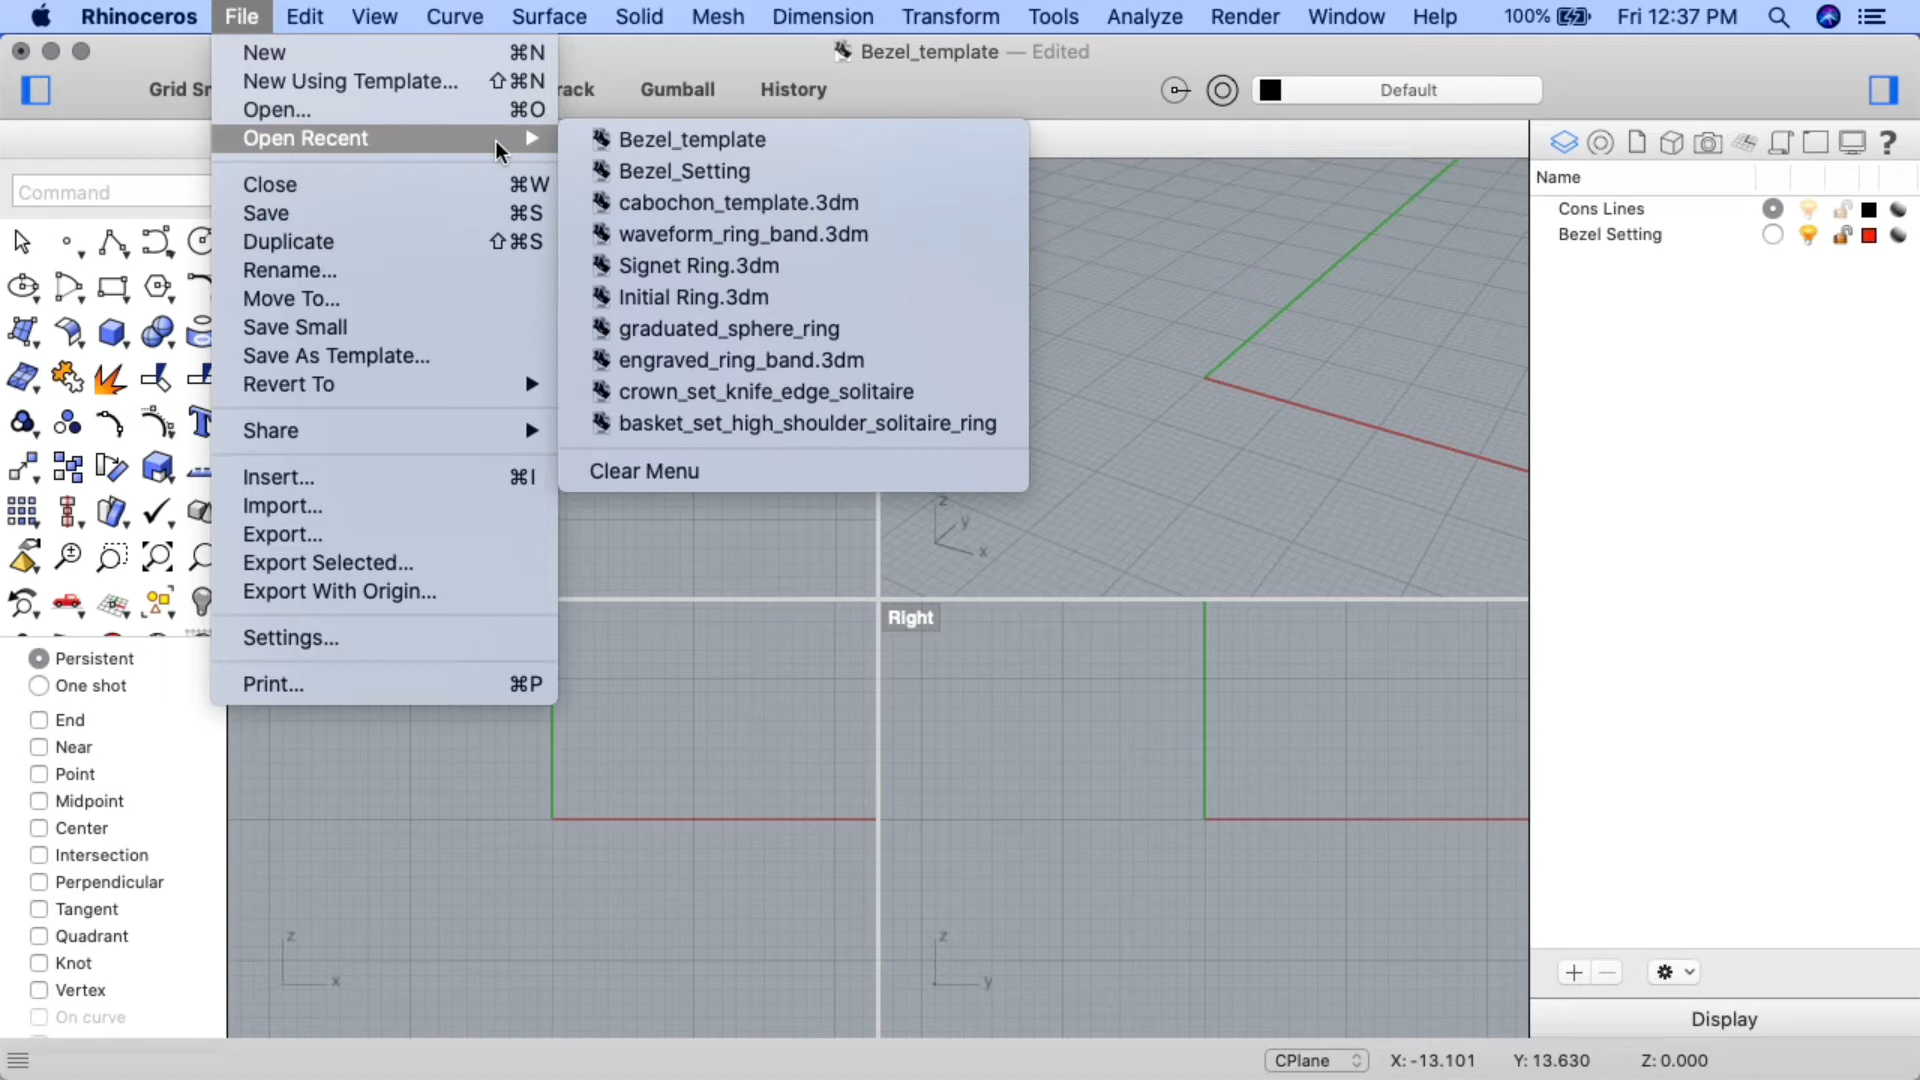 Rhinoceros File Edit View Curve Surface Solid Mesh Dimension Transform Tools Analyze Render Window Help 100% Fri 12:37 PM
Bezel_template — Edited
Gumball History Default
New ⌘N
New Using Template... ⇧⌘N
Open... ⌘O
Open Recent
Close ⌘W
Save ⌘S
Duplicate ⇧⌘S
Rename...
Move To...
Save Small
Save As Template...
Revert To
Share
Insert... ⌘I
Import...
Export...
Export Selected...
Export With Origin...
Settings...
Print... ⌘P
Bezel_template
Bezel_Setting
cabochon_template.3dm
waveform_ring_band.3dm
Signet Ring.3dm
Initial Ring.3dm
graduated_sphere_ring
engraved_ring_band.3dm
crown_set_knife_edge_solitaire
basket_set_high_shoulder_solitaire_ring
Clear Menu
Command
Persistent
One shot
End
Near
Point
Midpoint
Center
Intersection
Perpendicular
Tangent
Quadrant
Knot
Vertex
On curve
z
y
x
Right
z
x
z
y
Name
Cons Lines
Bezel Setting
Display
CPlane X: -13.101 Y: 13.630 Z: 0.000